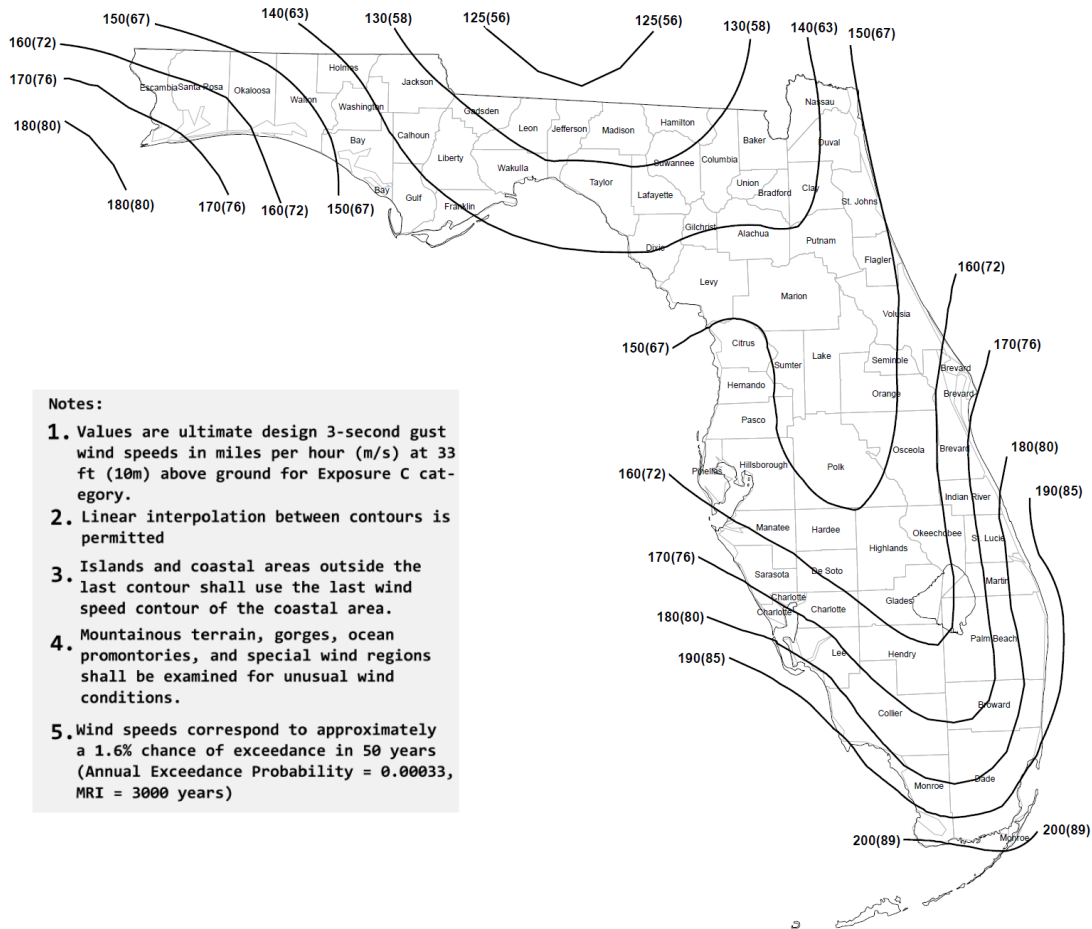 150(67)
140(63)
130(58)
125(56)
125(56)
130(58)
140(63)
150(67)
160(72)
170(76)
180(80)
Escambia
Santa Rosa
Okaloosa
Walton
Holmes
Washington
Jackson
Bay
Calhoun
Gadsden
Liberty
Leon
Jefferson
Madison
Hamilton
Wakulla
Taylor
Suwannee
Columbia
Baker
Nassau
Duval
Union
Bradford
Clay
Lafayette
St. Johns
Bay
Gulf
Franklin
180(80)
170(76)
160(72)
150(67)
Gilchrist
Alachua
Dixie
Putnam
Flagler
Levy
Marion
Volusia
160(72)
150(67)
Citrus
Sumter
Lake
Seminole
Brevard
170(76)
Hernando
Orange
Brevard
Pasco
Pinellas
Hillsborough
Polk
Osceola
Brevard
180(80)
160(72)
Indian River
190(85)
Manatee
Hardee
Okeechobee
St. Lucie
Highlands
170(76)
Sarasota
De Soto
Martin
Charlotte
Charlotte
Charlotte
Glades
180(80)
Palm Beach
190(85)
Lee
Hendry
Collier
Broward
Monroe
Dade
200(89)
Monroe
200(89)
Notes:
1. Values are ultimate design 3-second gust
wind speeds in miles per hour (m/s) at 33
ft (10m) above ground for Exposure C cat-
egory.
2. Linear interpolation between contours is
permitted
3. Islands and coastal areas outside the
last contour shall use the last wind
speed contour of the coastal area.
4. Mountainous terrain, gorges, ocean
promontories, and special wind regions
shall be examined for unusual wind
conditions.
5. Wind speeds correspond to approximately
a 1.6% chance of exceedance in 50 years
(Annual Exceedance Probability = 0.00033,
MRI = 3000 years)